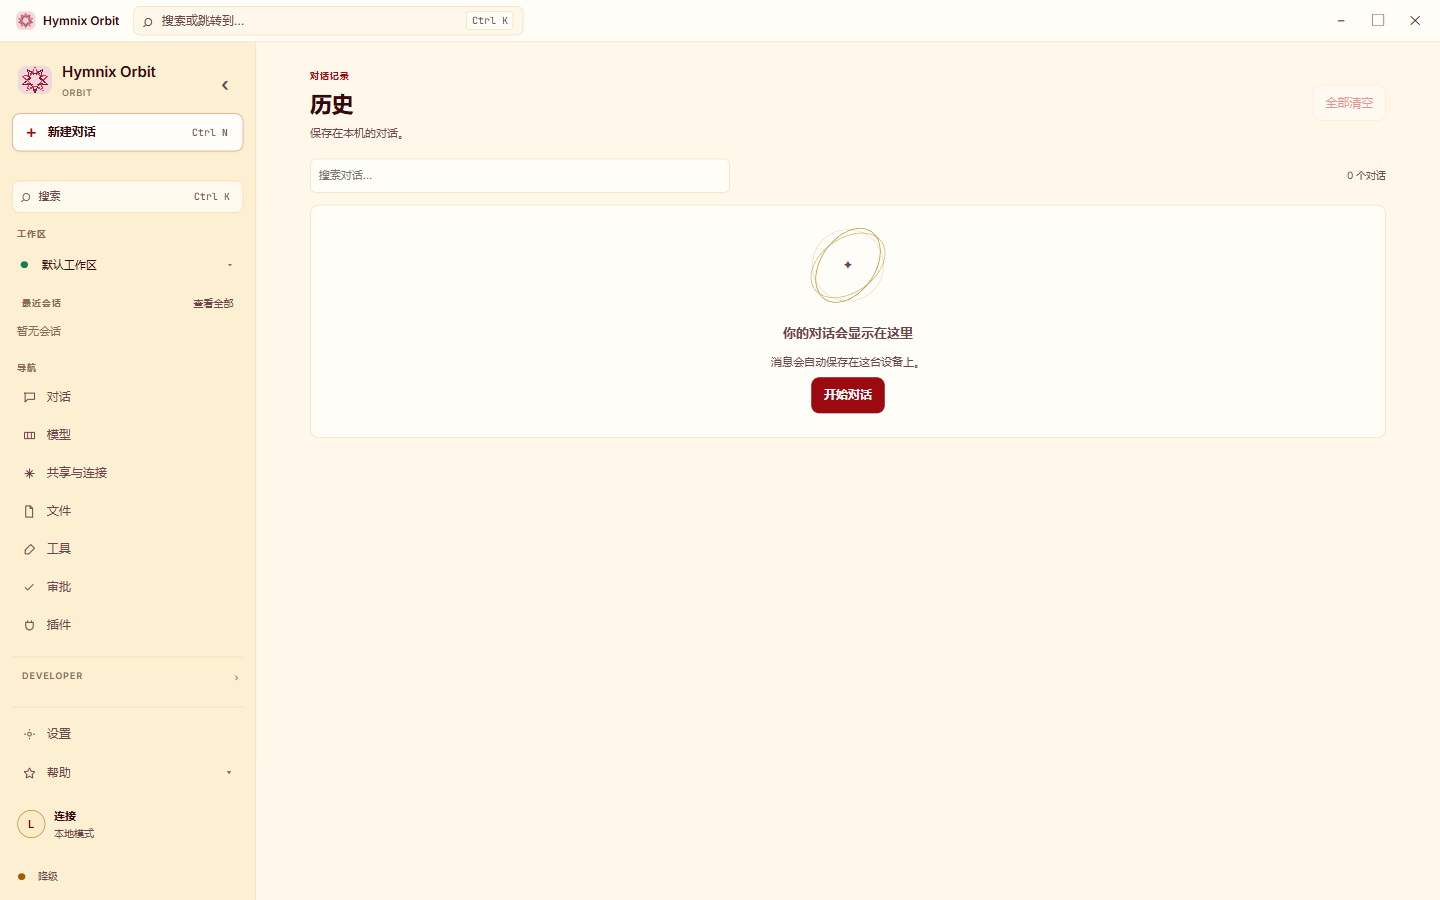 Hymnix Orbit
搜索或跳转到...
Ctrl K
Hymnix Orbit
ORBIT
新建对话
Ctrl N
搜索
Ctrl K
工作区
默认工作区
最近会话
查看全部
暂无会话
导航
对话
模型
共享与连接
文件
工具
审批
插件
DEVELOPER
设置
帮助
L
连接
本地模式
降级
对话记录
历史
保存在本机的对话。
全部清空
搜索对话...
0 个对话
你的对话会显示在这里
消息会自动保存在这台设备上。
开始对话